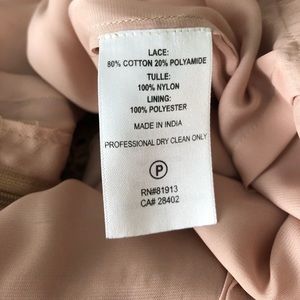 LACE:
80% COTTON 20% POLYAMIDE
TULLE:
100% NYLON
LINING:
100% POLYESTER
MADE IN INDIA
PROFESSIONAL DRY CLEAN ONLY
P
RN#81913
CA# 28402